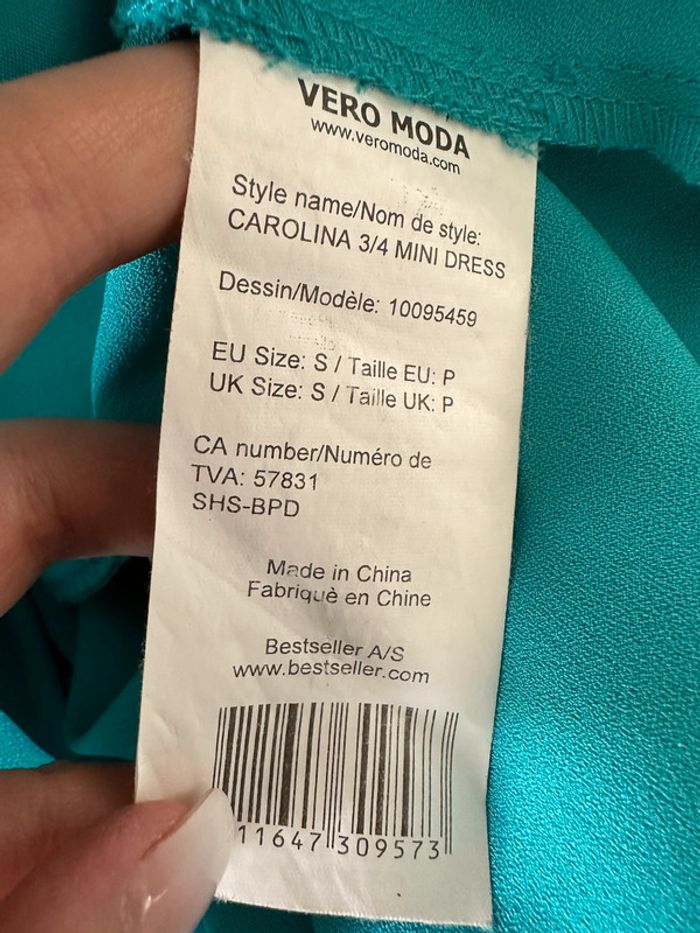 VERO MODA
www.veromoda.com
Style name/Nom de style:
CAROLINA 3/4 MINI DRESS
Dessin/Modèle: 10095459
EU Size: S / Taille EU: P
UK Size: S / Taille UK: P
CA number/Numéro de
TVA: 57831
SHS-BPD
Made in China
Fabriquè en Chine
Bestseller A/S
www.bestseller.com
11647 309573